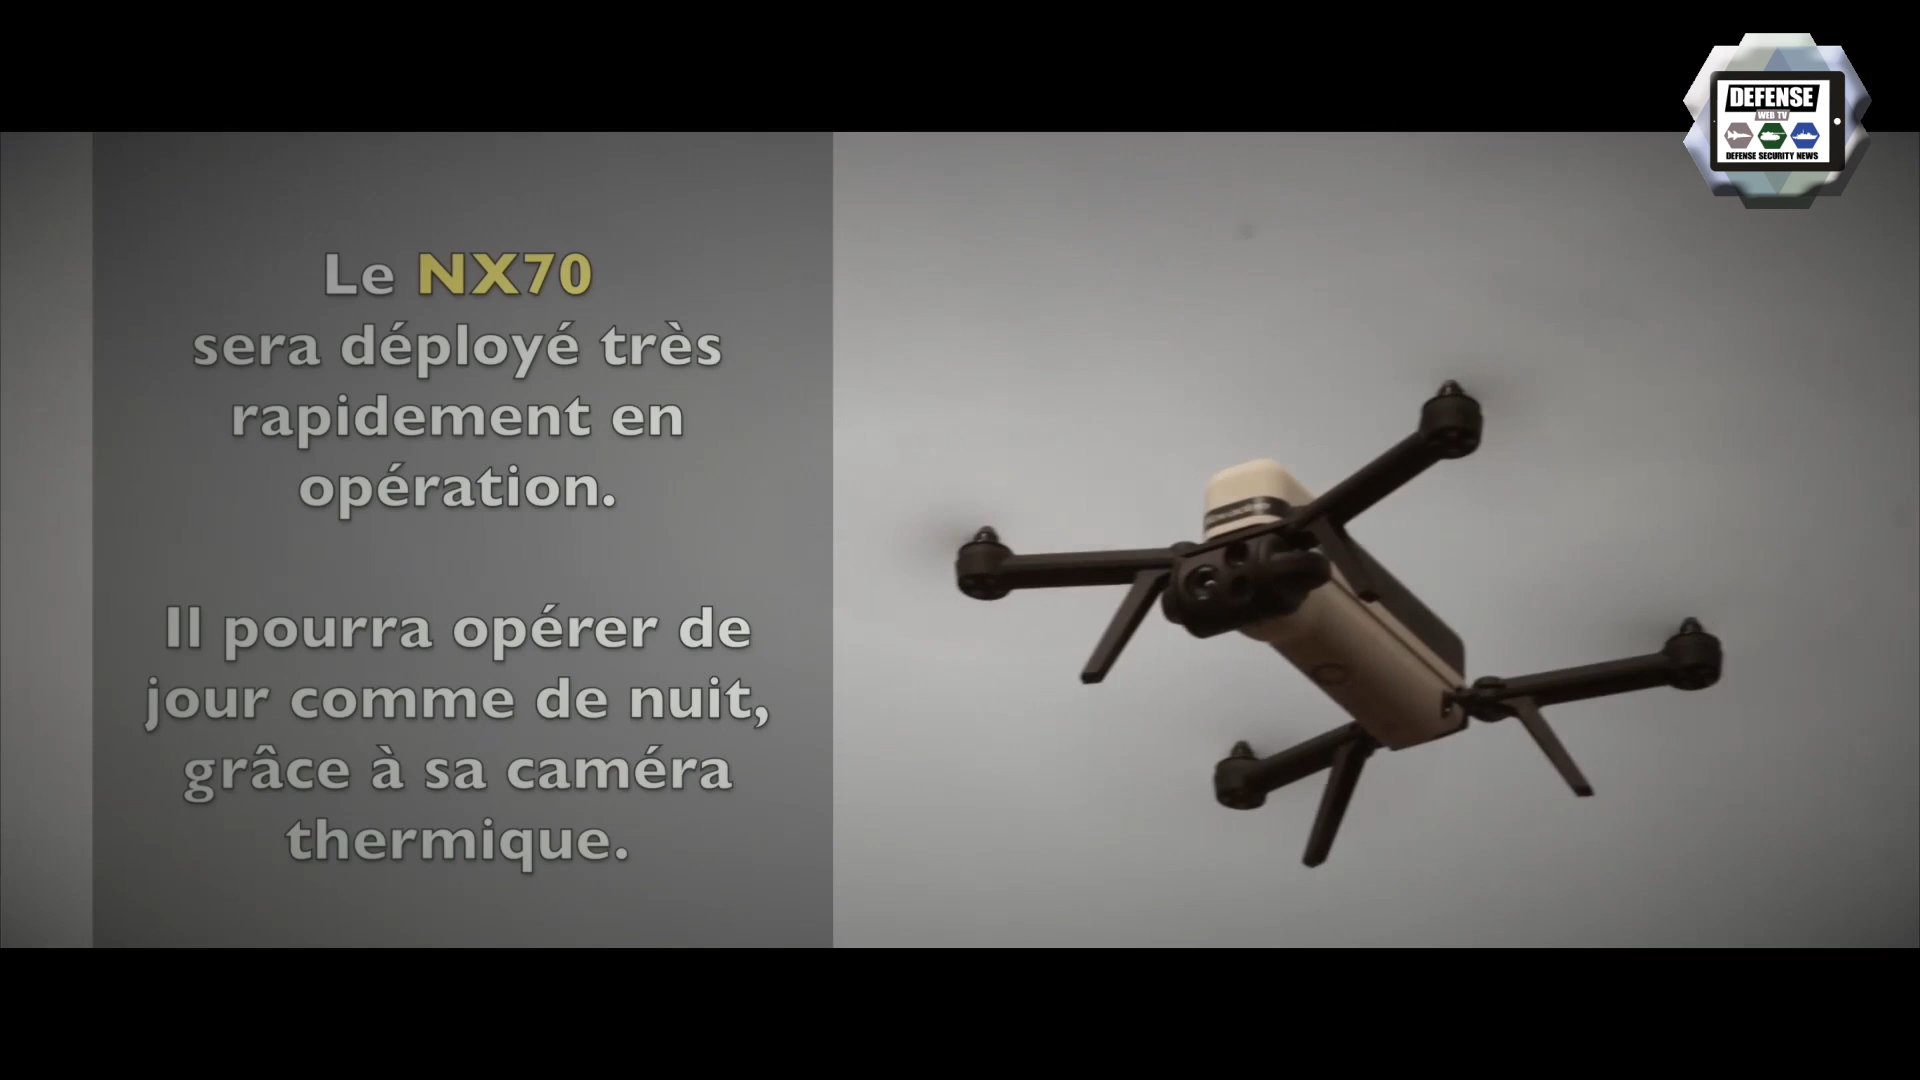 DEFENSE
WEB TV
DEFENSE SECURITY NEWS
Le NX70
sera déployé très
rapidement en
opération.
Il pourra opérer de
jour comme de nuit,
grâce à sa caméra
thermique.